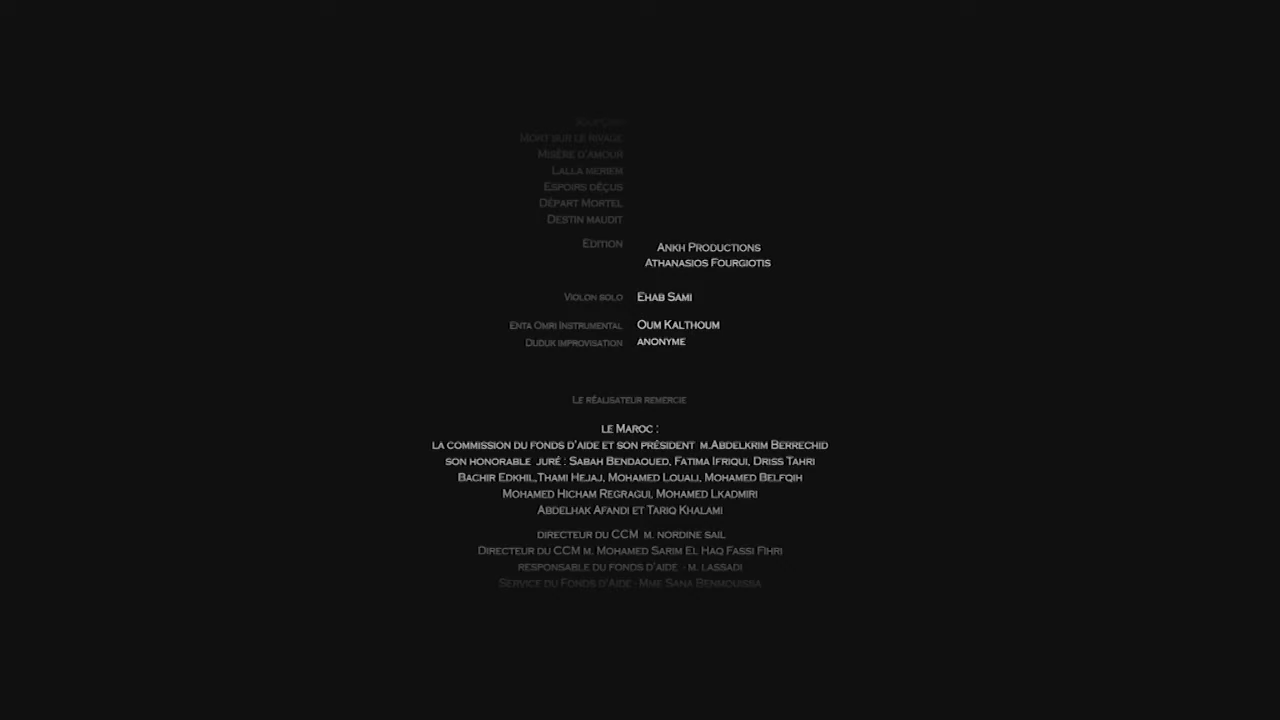 Mort sur le rivage
Misère d'amour
Lalla meriem
Espoirs déçus
Départ Mortel
Destin maudit
Edition Ankh Productions
Athanasios Fourgiotis
Violon solo Ehab Sami
Enta Omri Instrumental Oum Kalthoum
Duduk improvisation anonyme
Le réalisateur remercie
le Maroc :
la commission du fonds d'aide et son président m.Abdelkrim Berrechid
son honorable juré : Sabah Bendaoued, Fatima Ifriqui, Driss Tahri
Bachir Edkhil,Thami Hejaj, Mohamed Louali, Mohamed Belfqih
Mohamed Hicham Regragui, Mohamed Lkadmiri
Abdelhak Afandi et Tariq Khalami
directeur du CCM m. nordine sail
Directeur du CCM m. Mohamed Sarim El Haq Fassi Fihri
responsable du fonds d'aide · m. lassadi
Service du Fonds d'Aide · Mme Sana Benmoussia